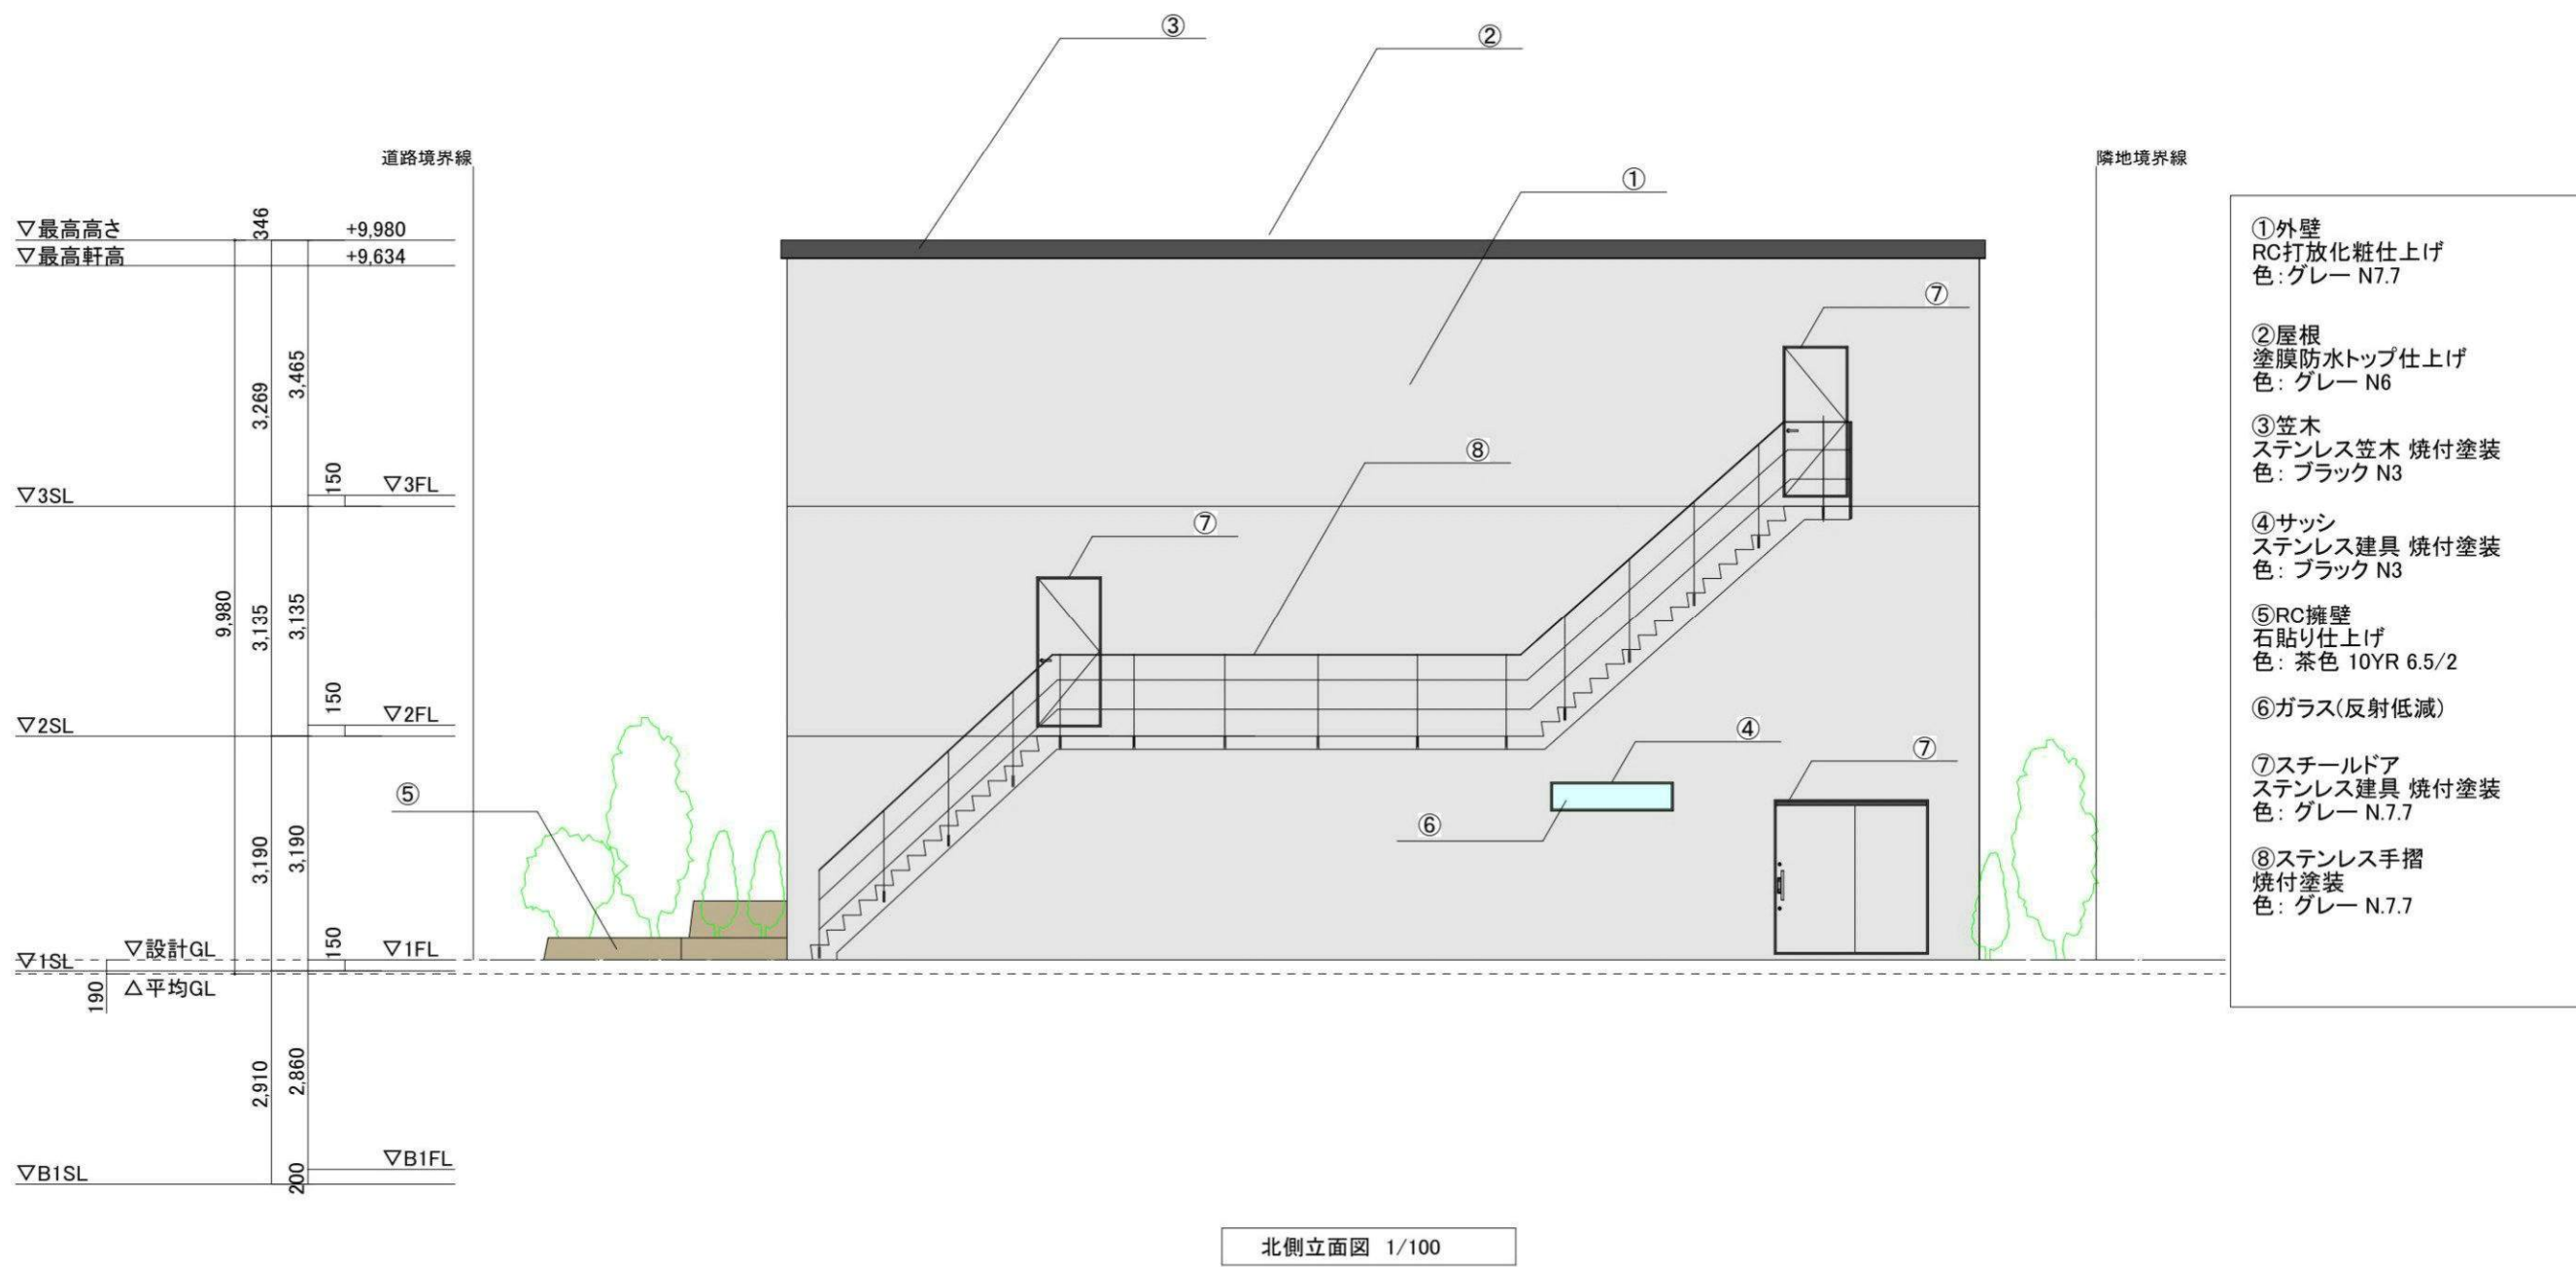 ③
②
道路境界線
隣地境界線
①
▽最高高さ
346
+9,980
▽最高軒高
+9,634
⑦
3,269
3,465
⑧
▽3SL
150
▽3FL
⑦
9,980
3,135
3,135
150
▽2FL
▽2SL
④
⑦
⑤
⑥
3,190
3,190
▽設計GL
150
▽1FL
▽1SL
190
△平均GL
2,910
2,860
▽B1FL
▽B1SL
200
①外壁
RC打放化粧仕上げ
色:グレー N7.7
②屋根
塗膜防水トップ仕上げ
色: グレー N6
③笠木
ステンレス笠木 焼付塗装
色: ブラック N3
④サッシ
ステンレス建具 焼付塗装
色: ブラック N3
⑤RC擁壁
石貼り仕上げ
色: 茶色 10YR 6.5/2
⑥ガラス(反射低減)
⑦スチールドア
ステンレス建具 焼付塗装
色: グレー N.7.7
⑧ステンレス手摺
焼付塗装
色: グレー N.7.7
北側立面図 1/100